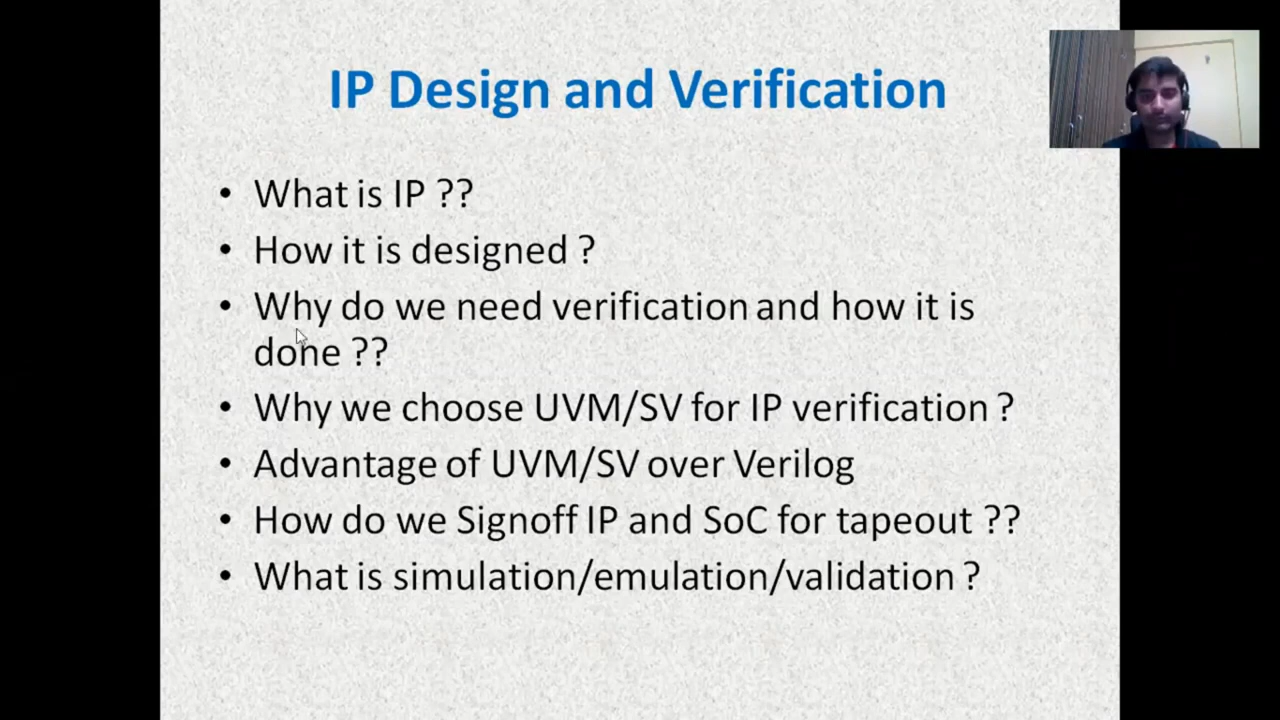 IP Design and Verification
• What is IP ??
• How it is designed ?
• Why do we need verification and how it is
done ??
• Why we choose UVM/SV for IP verification ?
• Advantage of UVM/SV over Verilog
• How do we Signoff IP and SoC for tapeout ??
• What is simulation/emulation/validation ?